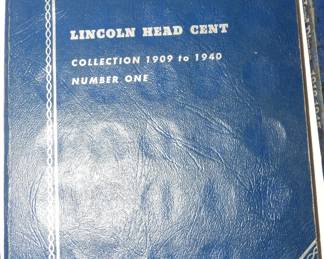 LINCOLN HEAD CENT
COLLECTION 1909 to 1940
NUMBER ONE